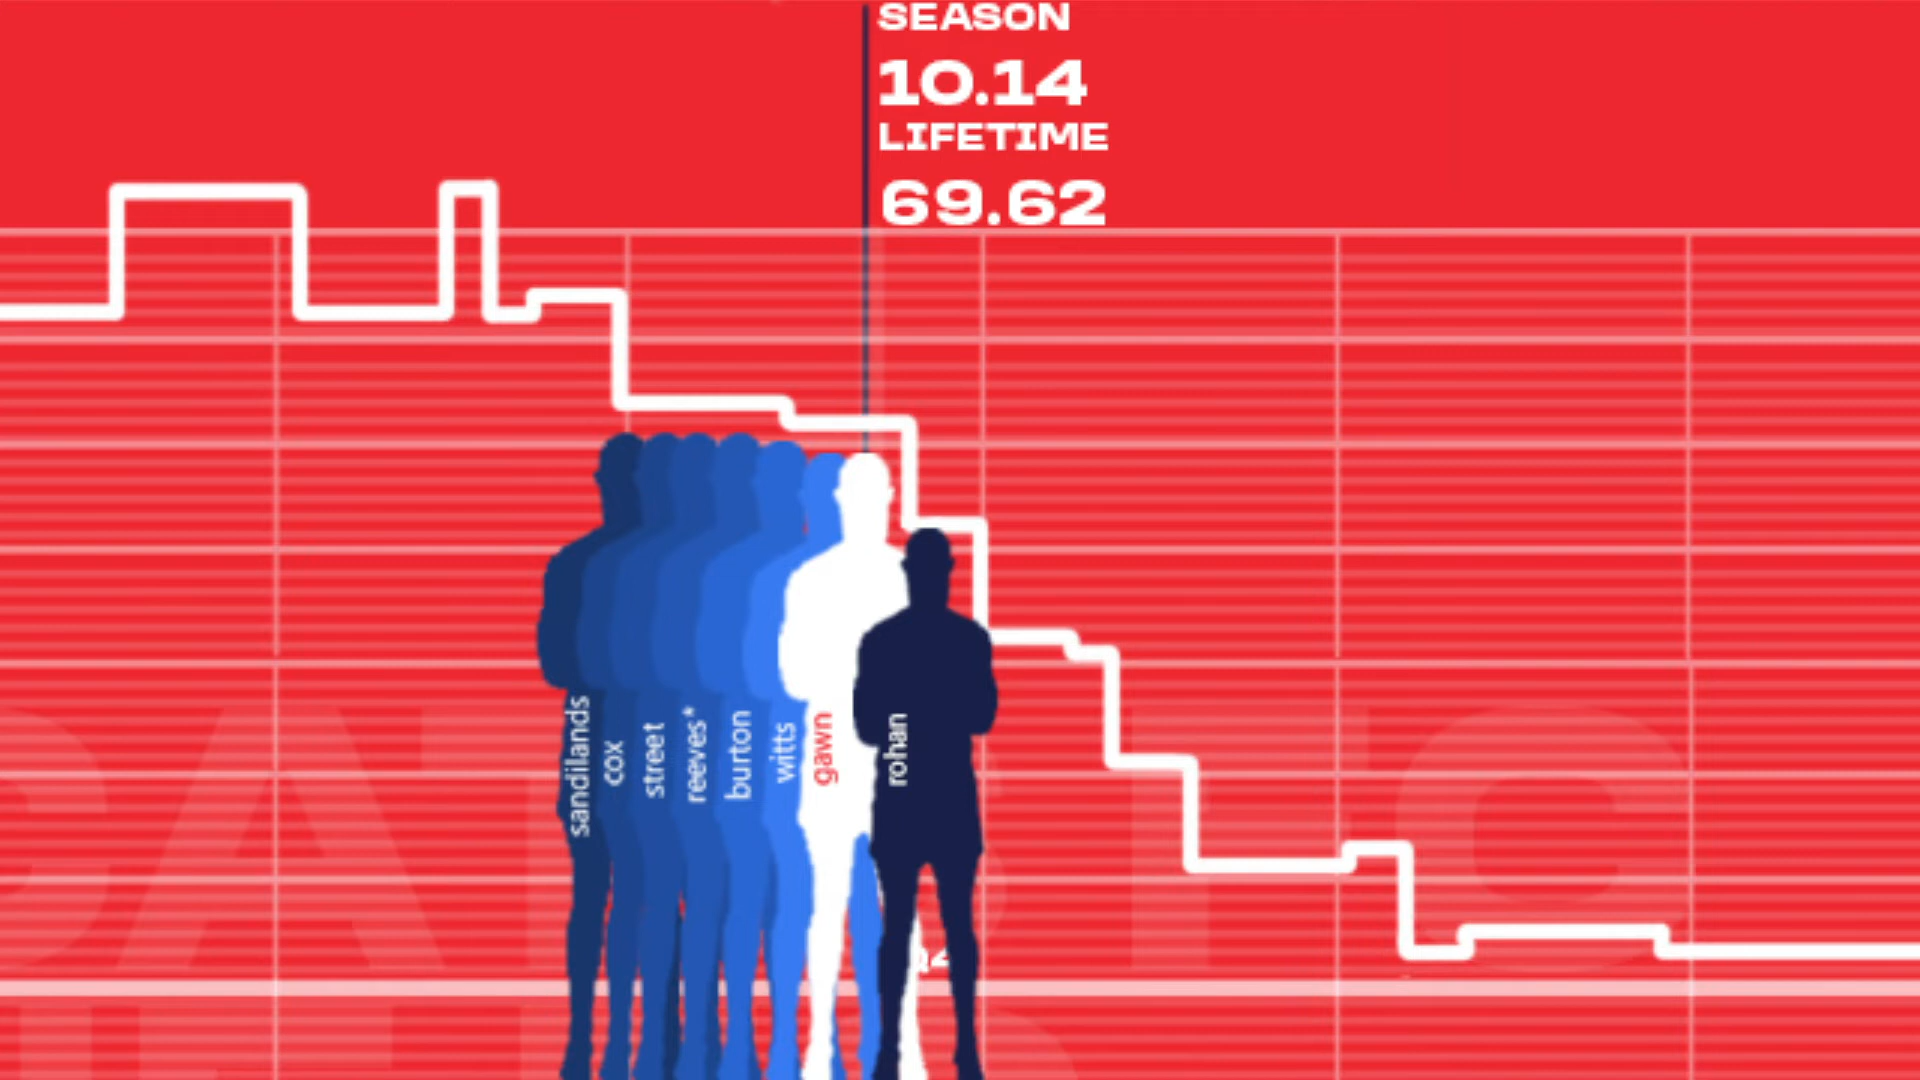 SEASON
10.14
LIFETIME
69.62
sandilands
cox
street
reeves*
burton
witts
gawn
rohan